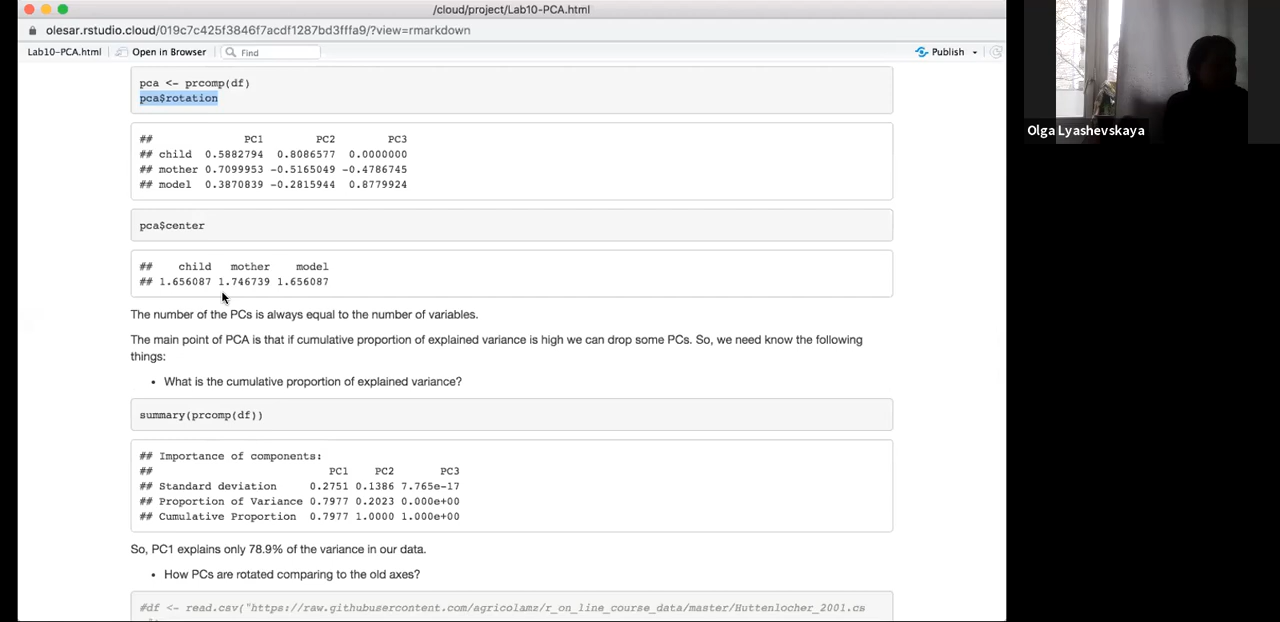 /cloud/project/Lab10-PCA.html
olesar.rstudio.cloud/019c7c425f3846f7acdf1287bd3fffa9/?view=rmarkdown
Lab10-PCA.html Open in Browser Find Publish
pca <- prcomp(df)
pca$rotation
## PC1 PC2 PC3
## child 0.5882794 0.8086577 0.0000000
## mother 0.7099953 -0.5165049 -0.4786745
## model 0.3870839 -0.2815944 0.8779924
pca$center
## child mother model
## 1.656087 1.746739 1.656087
The number of the PCs is always equal to the number of variables.
The main point of PCA is that if cumulative proportion of explained variance is high we can drop some PCs. So, we need know the following
things:
• What is the cumulative proportion of explained variance?
summary(prcomp(df))
## Importance of components:
## PC1 PC2 PC3
## Standard deviation 0.2751 0.1386 7.765e-17
## Proportion of Variance 0.7977 0.2023 0.000e+00
## Cumulative Proportion 0.7977 1.0000 1.000e+00
So, PC1 explains only 78.9% of the variance in our data.
• How PCs are rotated comparing to the old axes?
#df <- read.csv("https://raw.githubusercontent.com/agricolamz/r_on_line_course_data/master/Huttenlocher_2001.cs
Olga Lyashevskaya